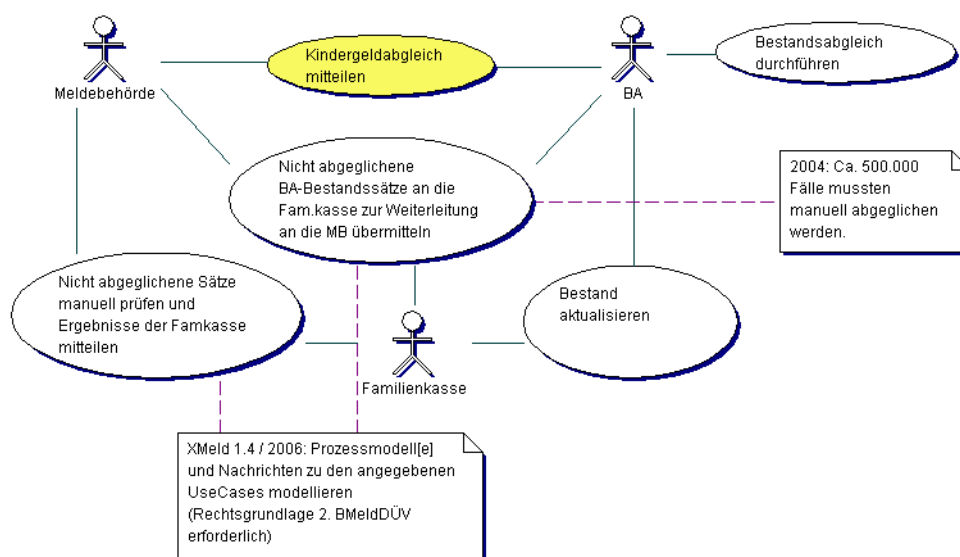 Kindergeldabgleich
mitteilen
Bestandsabgleich
durchführen
Meldebehörde
BA
Nicht abgeglichene
BA-Bestandssätze an die
Fam.kasse zur Weiterleitung
an die MB übermitteln
2004: Ca. 500.000
Fälle mussten
manuell abgeglichen
werden.
Nicht abgeglichene Sätze
manuell prüfen und
Ergebnisse der Famkasse
mitteilen
Bestand
aktualisieren
Familienkasse
XMeld 1.4 / 2006: Prozessmodell[e]
und Nachrichten zu den angegebenen
UseCases modellieren
(Rechtsgrundlage 2. BMeldDÜV
erforderlich)